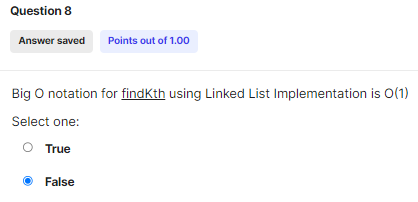 Question 8
Answer saved
Points out of 1.00
Big O notation for findKth using Linked List Implementation is O(1)
Select one:
True
False